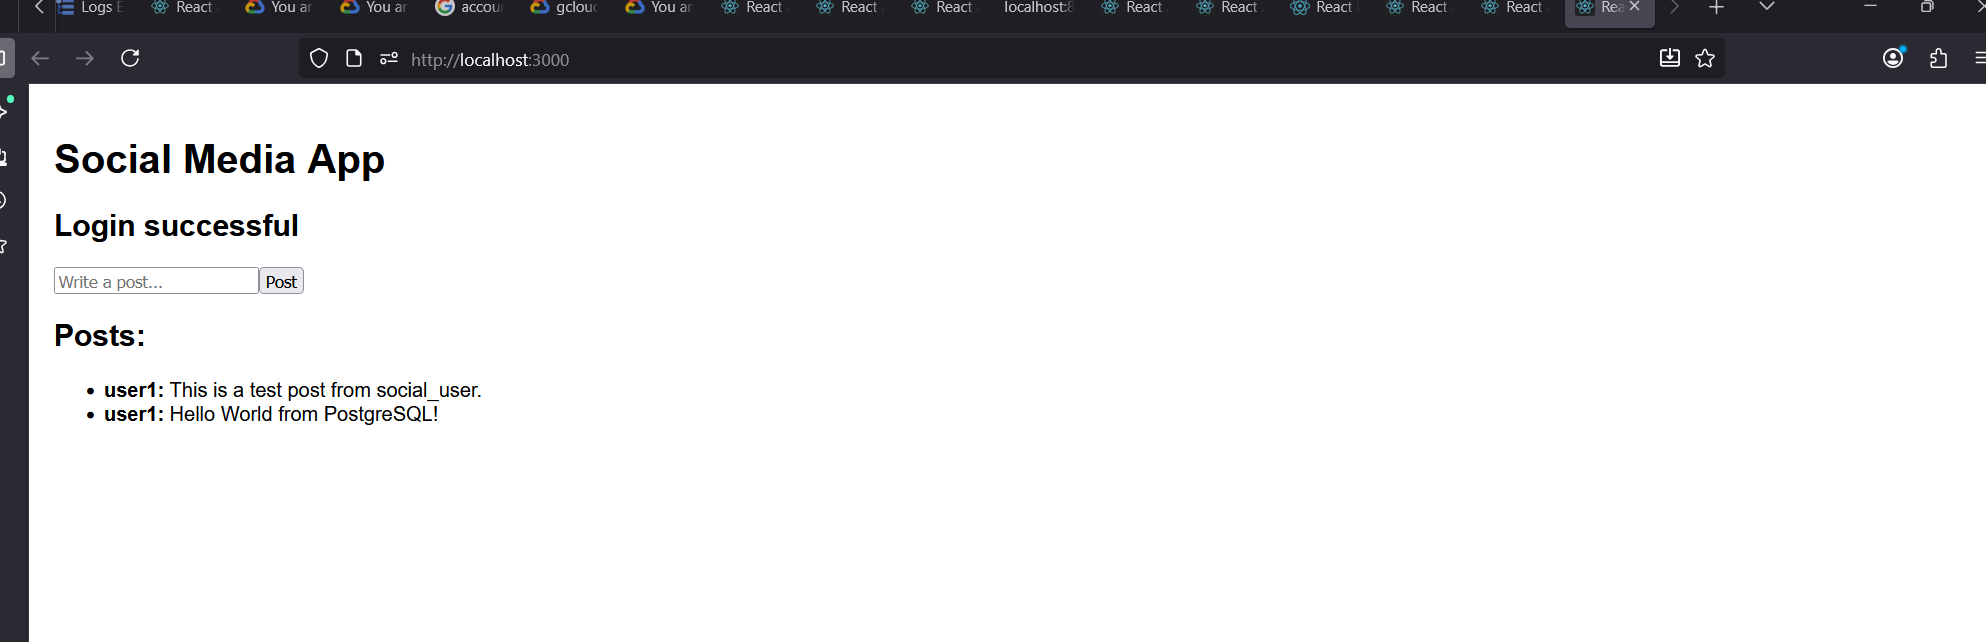 Logs E React You ar You ar accou gclouc You ar React React React localhost:8 React React React React React Rea
http://localhost:3000
Social Media App
Login successful
Write a post... Post
Posts:
user1: This is a test post from social_user.
user1: Hello World from PostgreSQL!